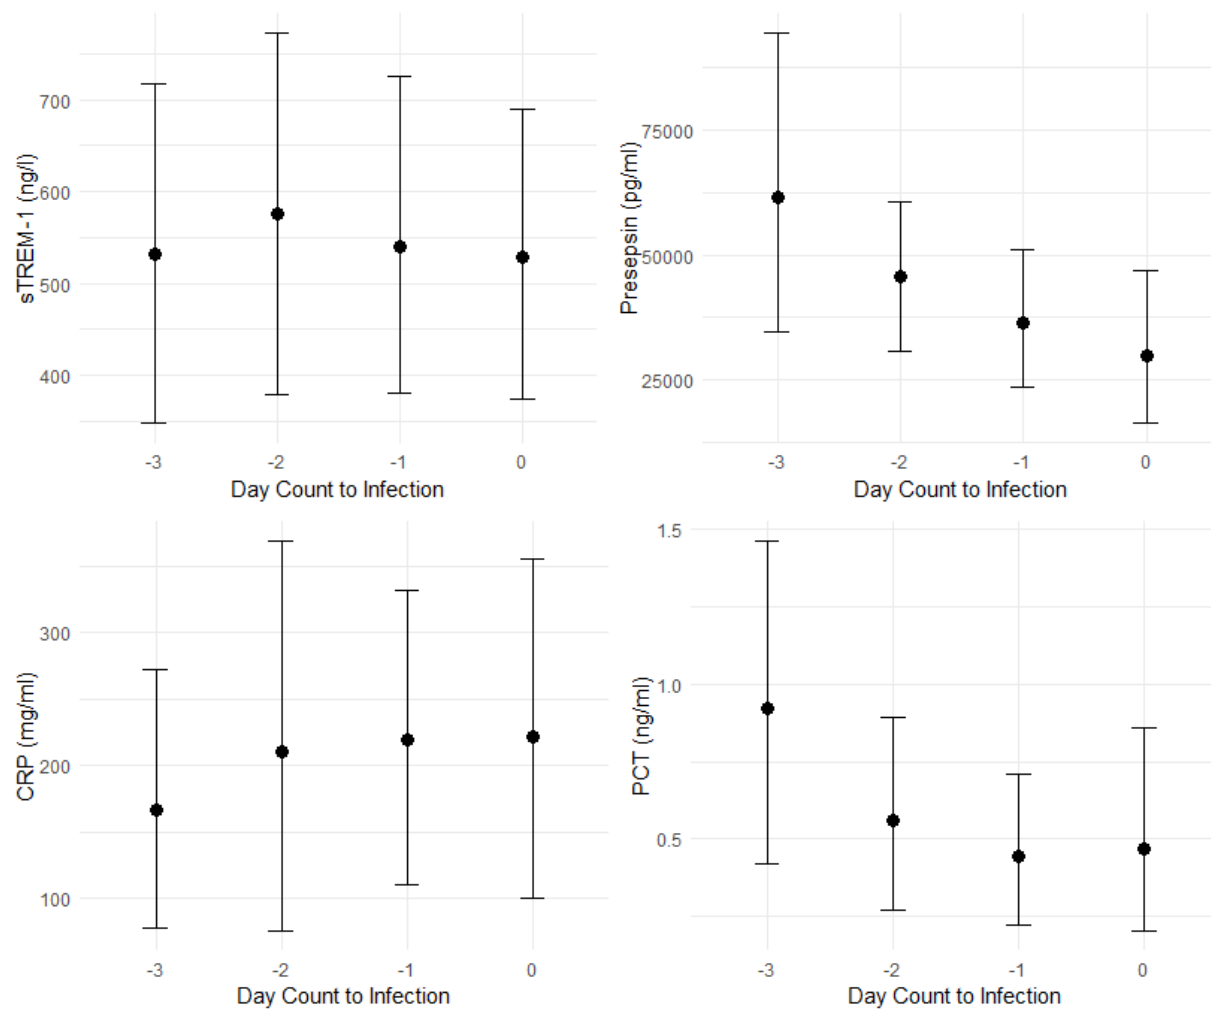 sTREM-1 (ng/l)
700
600
500
400
-3 -2 -1 0
Day Count to Infection
Presepsin (pg/ml)
75000
50000
25000
-3 -2 -1 0
Day Count to Infection
CRP (mg/ml)
300
200
100
-3 -2 -1 0
Day Count to Infection
PCT (ng/ml)
1.5
1.0
0.5
-3 -2 -1 0
Day Count to Infection